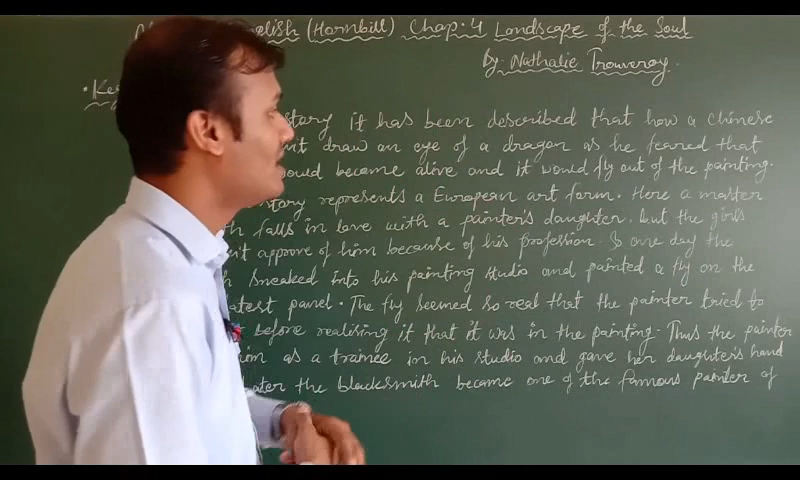 (Hornbill) Chap. 4 Landscape of the Soul
By - Nathalie Trouveroy.
story it has been described that how a Chinese
draw an eye of a dragon as he feared that
would became alive and it would fly out of the painting.
story represents a European art form. Here a master
falls in love with a painter's daughter, but the girls
approve of him because of his profession. So one day the
sneaked into his painting studio and painted a fly on the
latest panel. The fly seemed so real that the painter tried to
before realising it that it was in the painting. Thus the painter
him as a trainee in his studio and gave her daughter's hand
later the blacksmith became one of the famous painter of